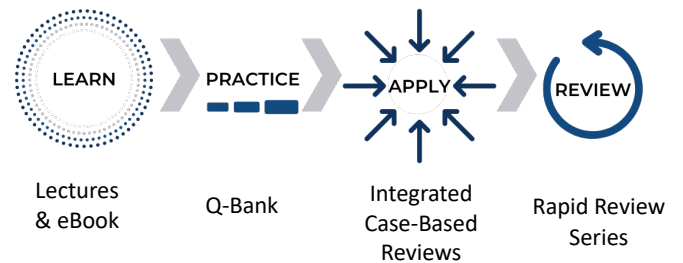 LEARN
PRACTICE
APPLY
REVIEW
Lectures
& eBook
Q-Bank
Integrated
Case-Based
Reviews
Rapid Review
Series